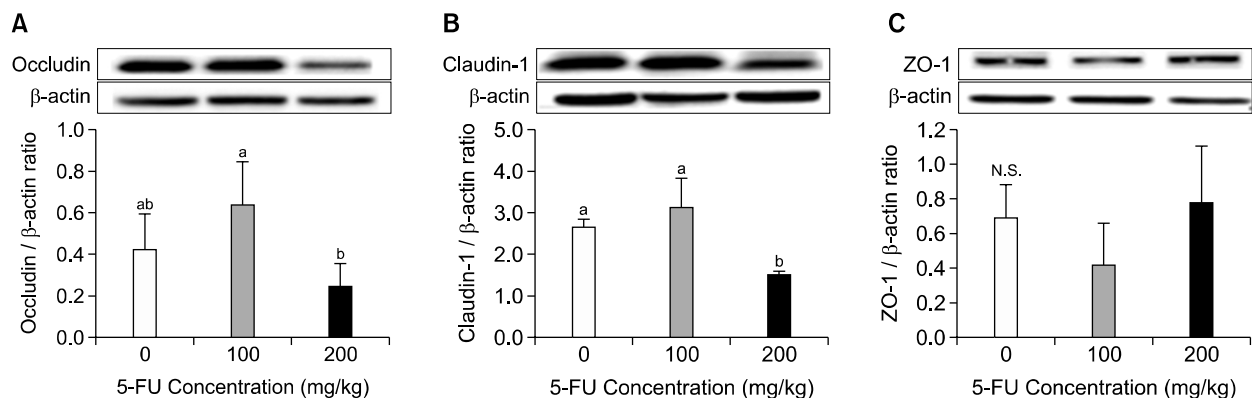 A
Occludin
β-actin
1.0
0.8
0.6
0.4
0.2
0.0
Occludin / β-actin ratio
ab
a
b
0 100 200
5-FU Concentration (mg/kg)
B
Claudin-1
β-actin
5.0
4.0
3.0
2.0
1.0
0.0
Claudin-1 / β-actin ratio
a
a
b
0 100 200
5-FU Concentration (mg/kg)
C
ZO-1
β-actin
1.2
1.0
0.8
0.6
0.4
0.2
0.0
ZO-1 / β-actin ratio
N.S.
0 100 200
5-FU Concentration (mg/kg)